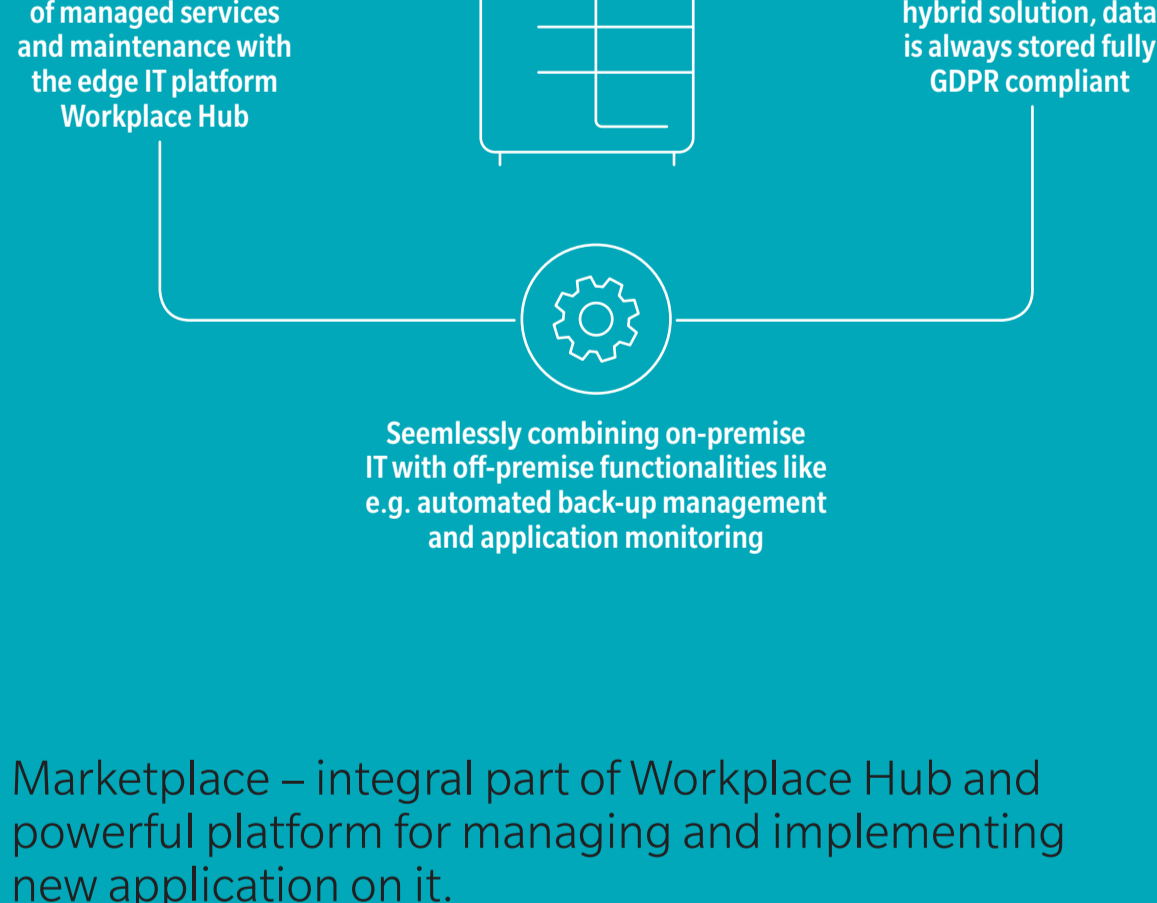 of managed services
and maintenance with
the edge IT platform
Workplace Hub
hybrid solution, data
is always stored fully
GDPR compliant
Seemlessly combining on-premise
IT with off-premise functionalities like
e.g. automated back-up management
and application monitoring
Marketplace – integral part of Workplace Hub and
powerful platform for managing and implementing
new application on it.